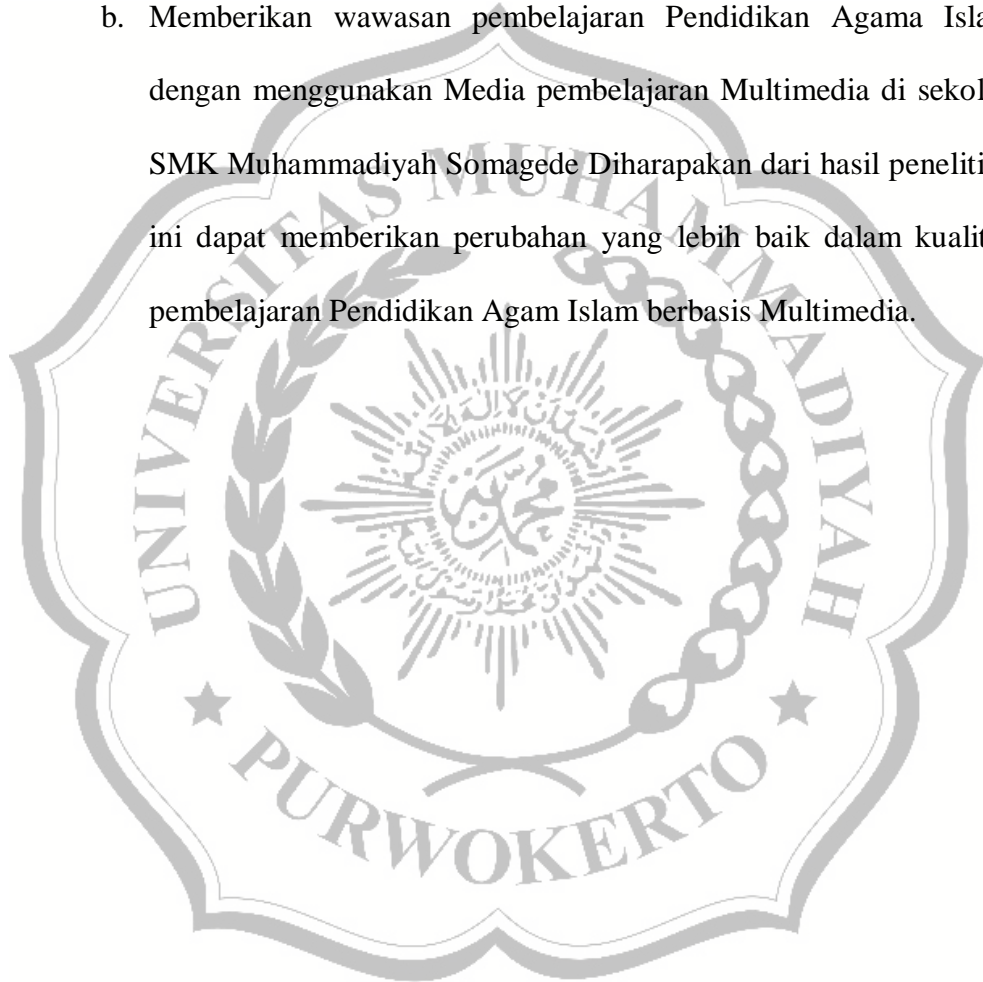 b. Memberikan wawasan pembelajaran Pendidikan Agama Isla
dengan menggunakan Media pembelajaran Multimedia di sekol
SMK Muhammadiyah Somagede Diharapakan dari hasil peneliti
ini dapat memberikan perubahan yang lebih baik dalam kualit
pembelajaran Pendidikan Agam Islam berbasis Multimedia.
UNIVERSITAS MUHAMMADIYAH
PURWOKERTO